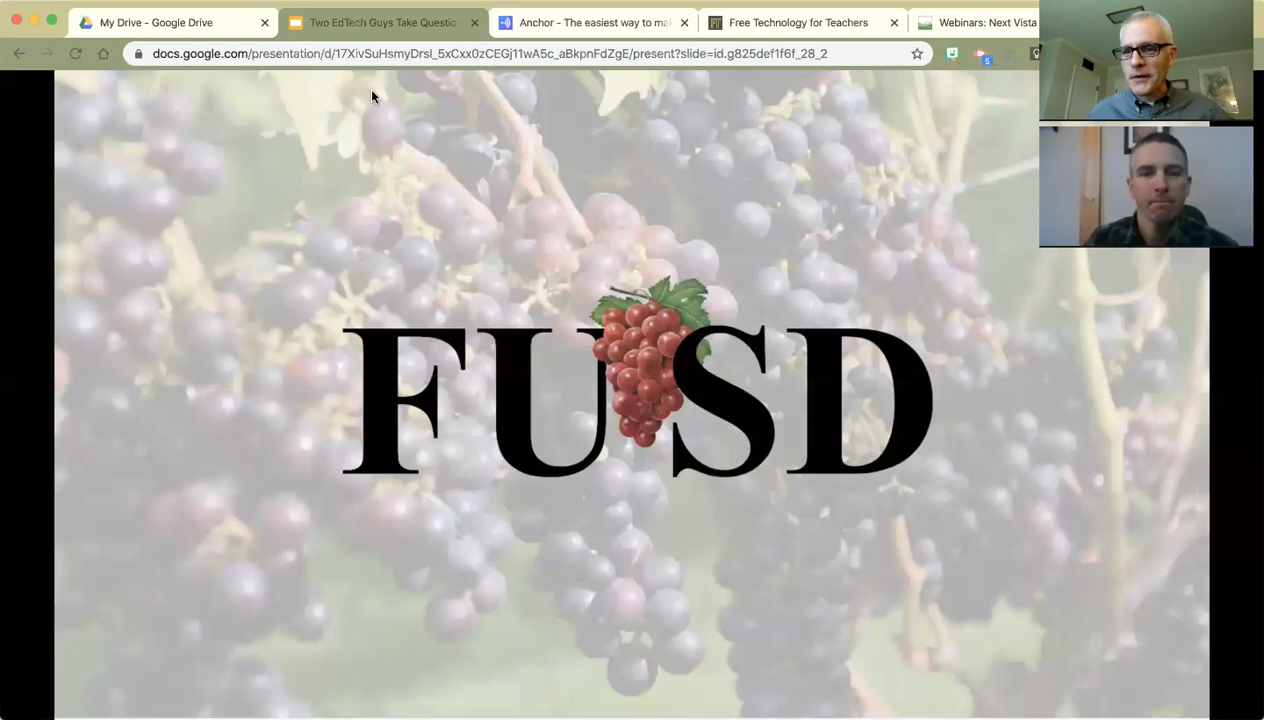 My Drive - Google Drive
Two EdTech Guys Take Questio
Anchor - The easiest way to ma
Free Technology for Teachers
Webinars: Next Vista
docs.google.com/presentation/d/17XivSuHsmyDrsI_5xCxx0zCEGj11wA5c_aBkpnFdZgE/present?slide=id.g825def1f6f_28_2
5
FUSD